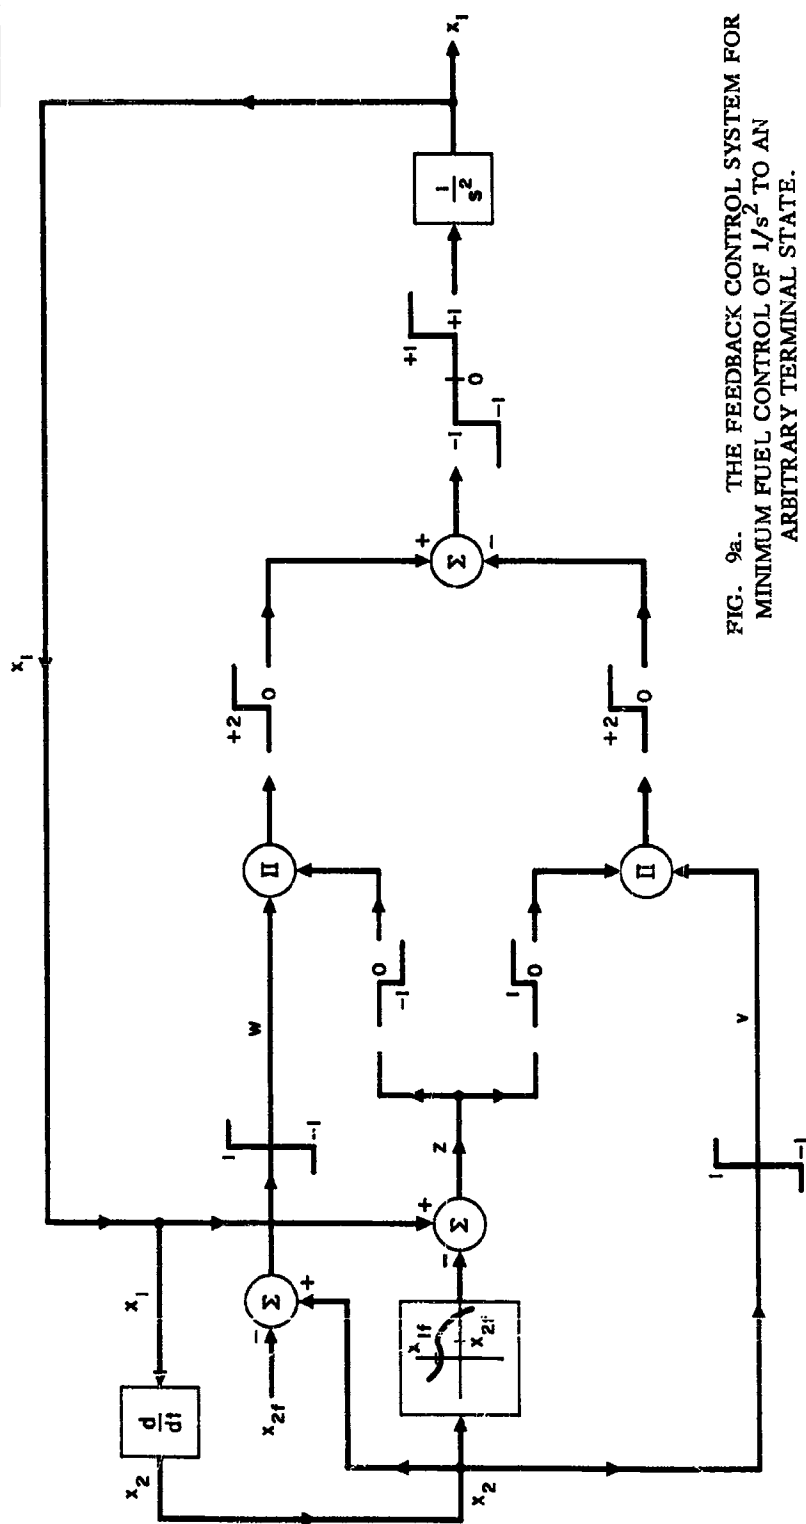 x₁
x₁
d/dt
x₂
x₂f
−
+
Σ
1
−1
W
Π
+2
0
x₂
x₁f
x₂f
−
+
Σ
Z
−1
0
1
0
1
−1
V
Π
+2
0
+
−
Σ
+1
+1
0
−1
−1
1/s²
x₁
FIG. 9a. THE FEEDBACK CONTROL SYSTEM FOR
MINIMUM FUEL CONTROL OF 1/s² TO AN
ARBITRARY TERMINAL STATE.